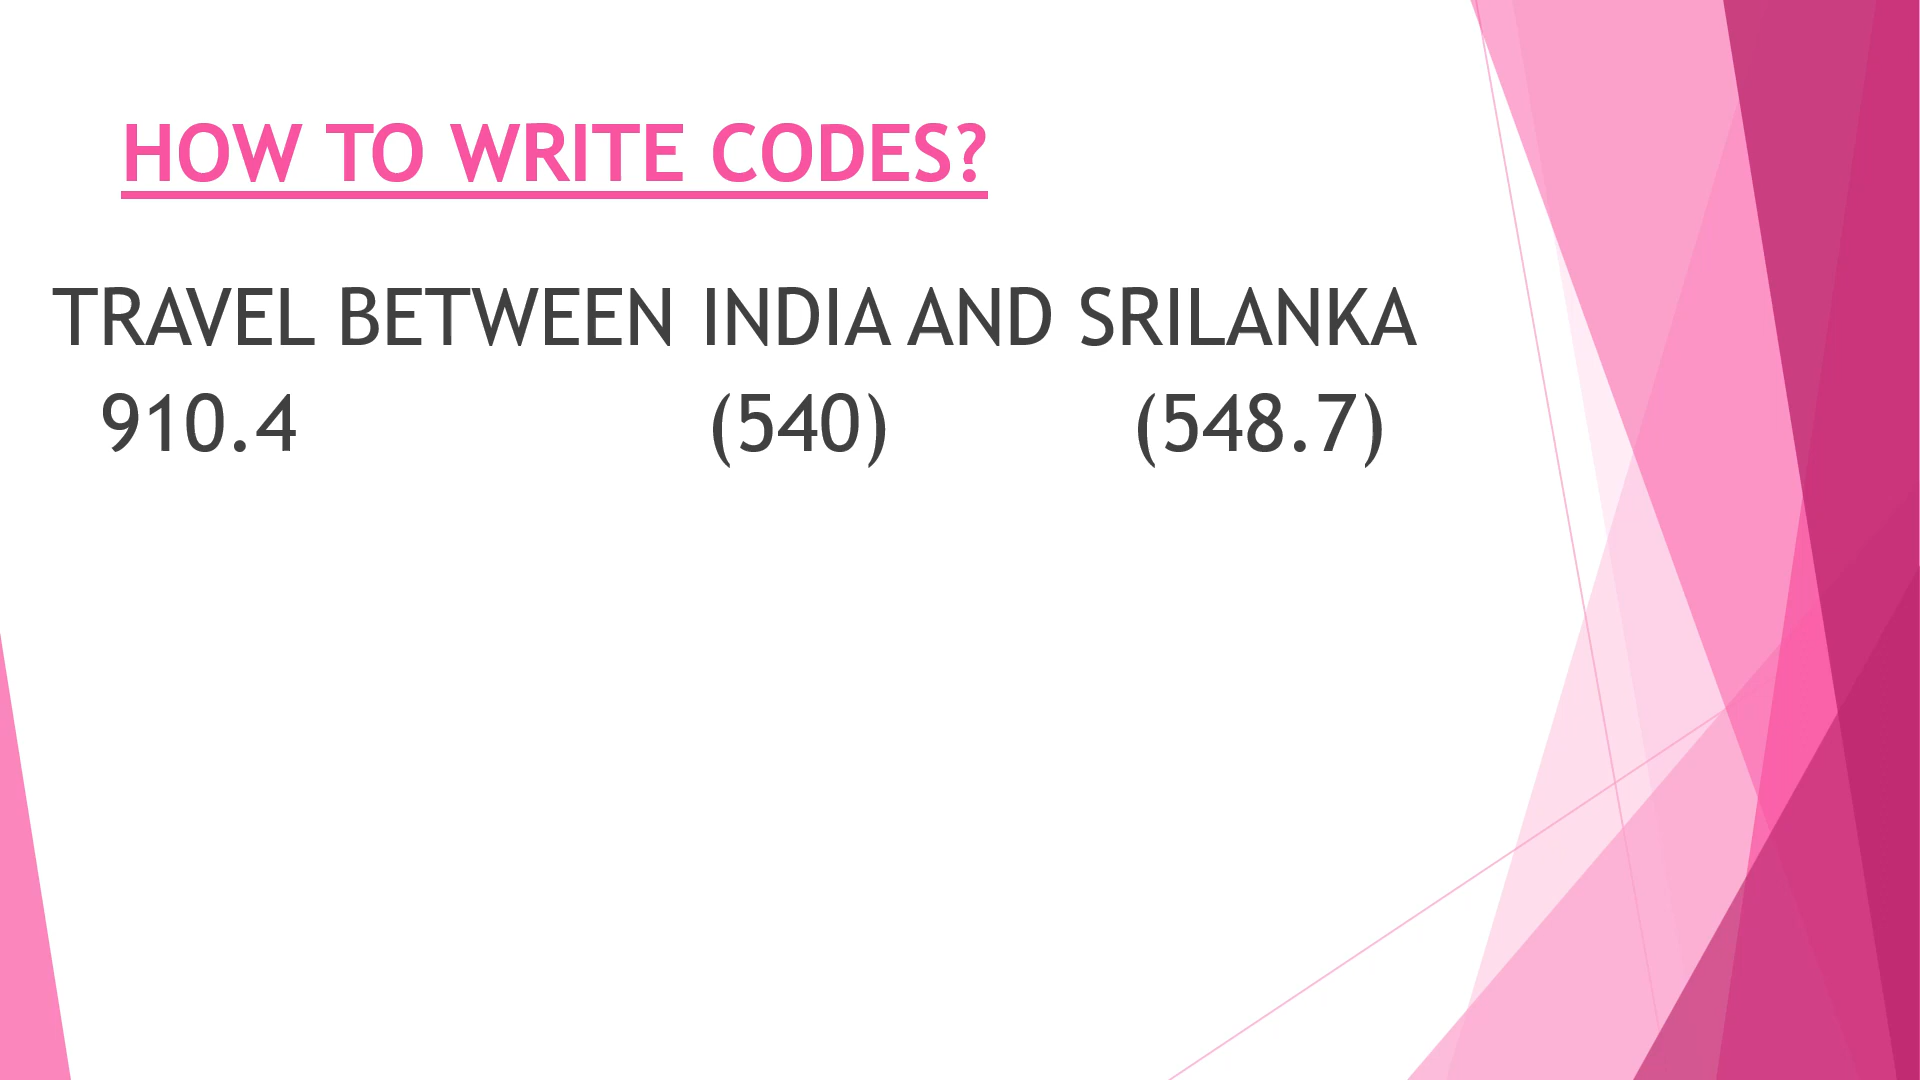 HOW TO WRITE CODES?
TRAVEL BETWEEN INDIA AND SRILANKA
910.4 (540) (548.7)